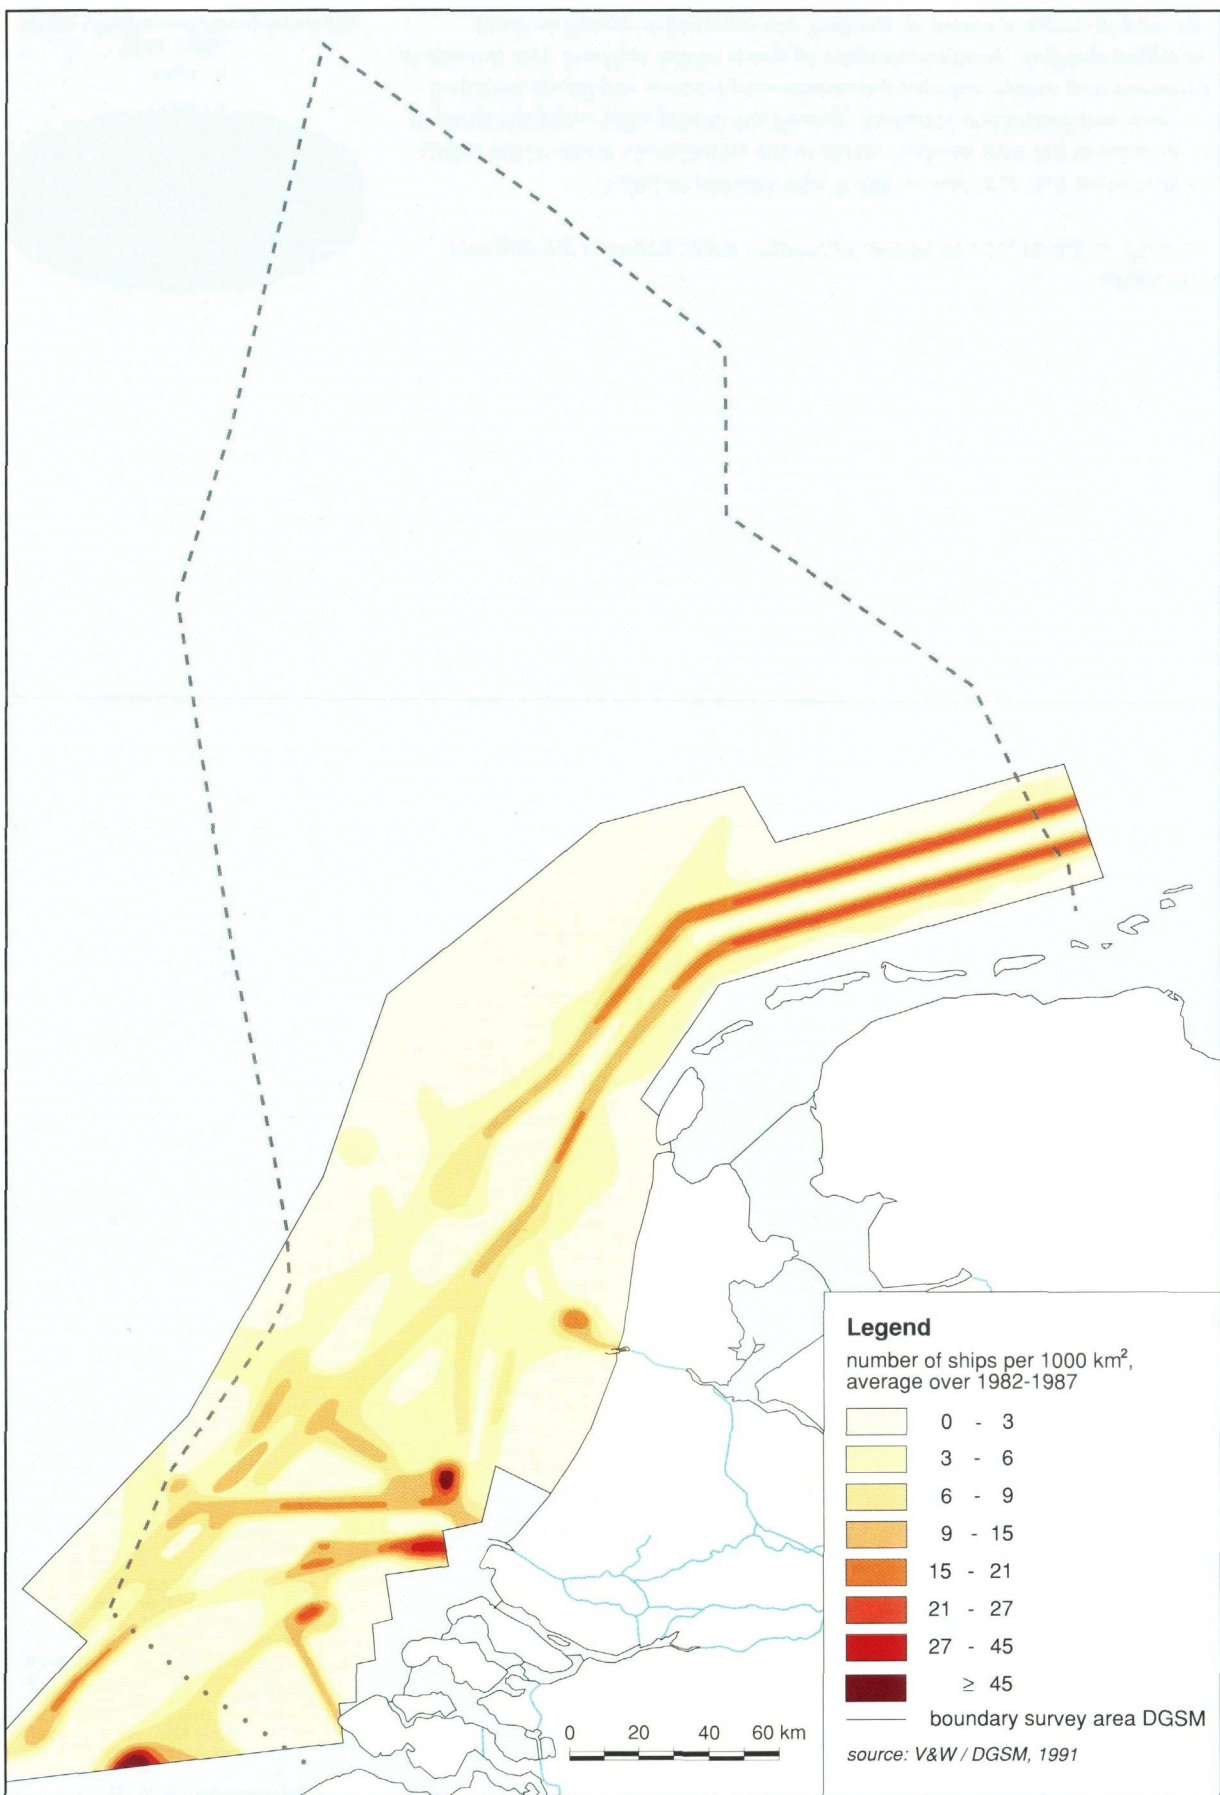 Legend
number of ships per 1000 km²,
average over 1982-1987
0 - 3
3 - 6
6 - 9
9 - 15
15 - 21
21 - 27
27 - 45
≥ 45
boundary survey area DGSM
source: V&W / DGSM, 1991
0 20 40 60 km